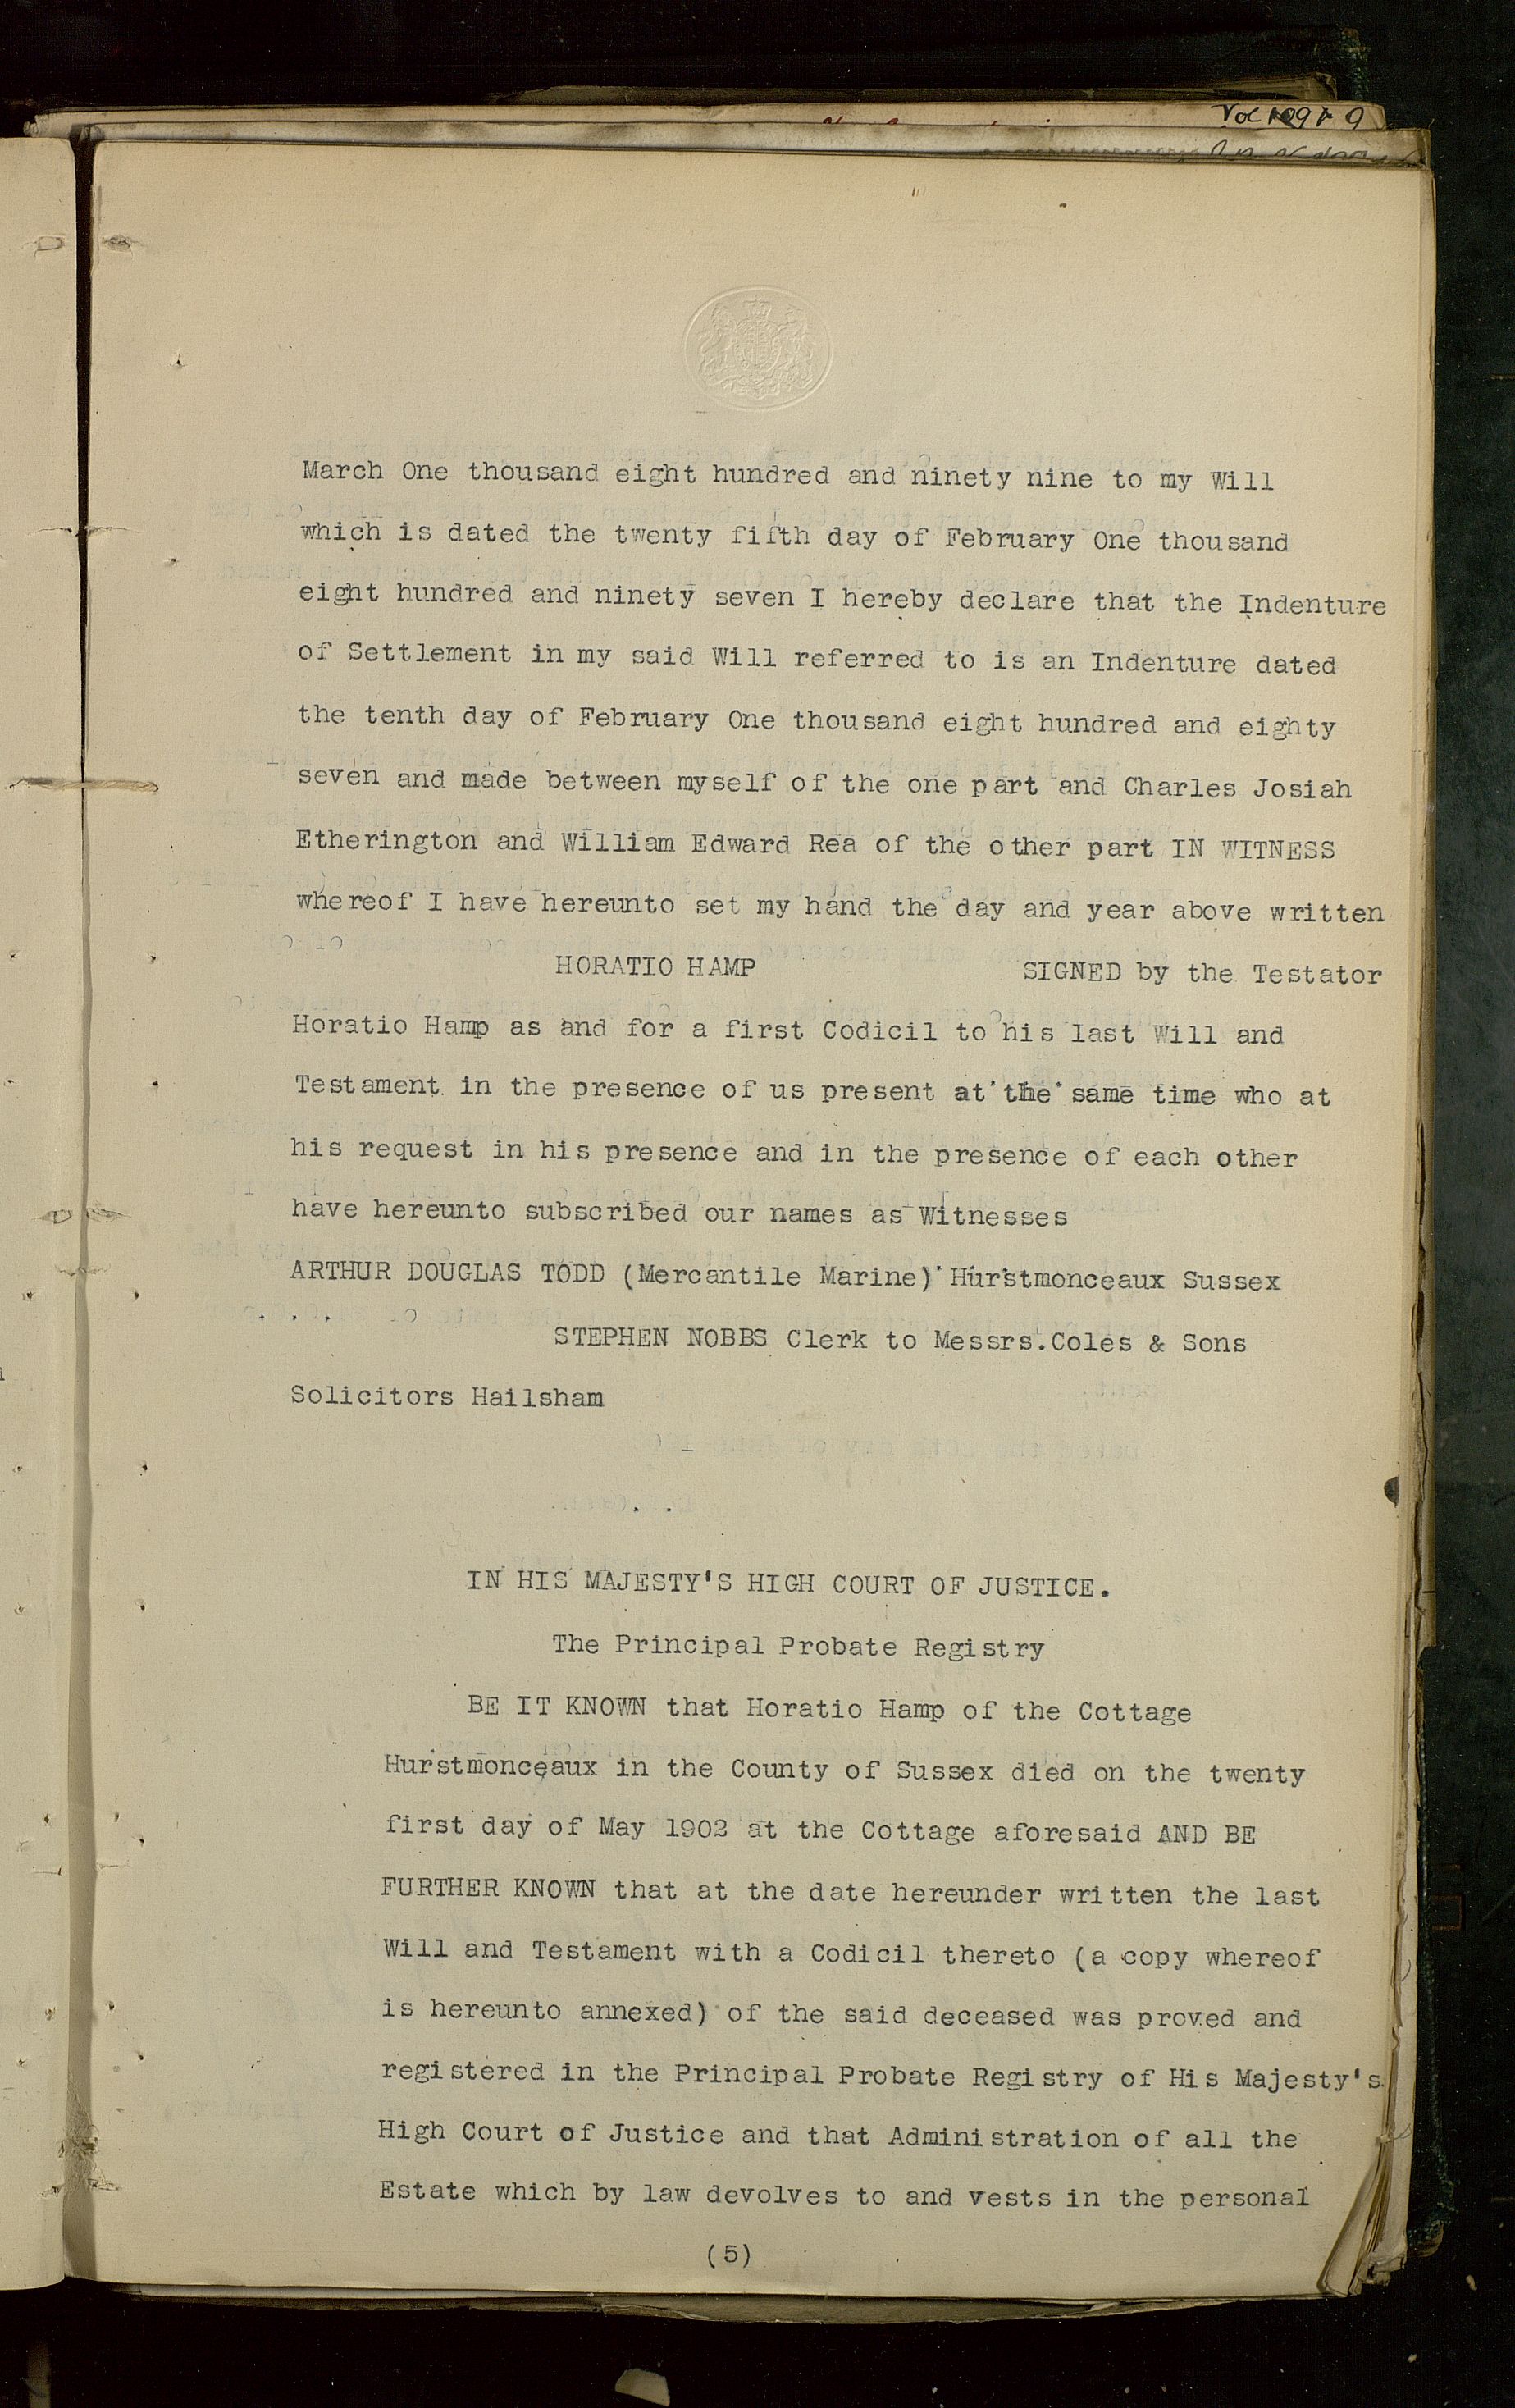 March One thousand eight hundred and ninety nine to my Will
which is dated the twenty fifth day of February One thousand
eight hundred and ninety seven I hereby declare that the Indenture
of Settlement in my said Will referred to is an Indenture dated
the tenth day of February One thousand eight hundred and eighty
seven and made between myself of the one part and Charles Josiah
Etherington and William Edward Rea of the other part IN WITNESS
whereof I have hereunto set my hand the day and year above written
HORATIO HAMP SIGNED by the Testator
Horatio Hamp as and for a first Codicil to his last Will and
Testament in the presence of us present at the same time who at
his request in his presence and in the presence of each other
have hereunto subscribed our names as Witnesses
ARTHUR DOUGLAS TODD (Mercantile Marine) Hurstmonceaux Sussex
STEPHEN NOBBS Clerk to Messrs.Coles & Sons
Solicitors Hailsham
IN HIS MAJESTY'S HIGH COURT OF JUSTICE.
The Principal Probate Registry
BE IT KNOWN that Horatio Hamp of the Cottage
Hurstmonceaux in the County of Sussex died on the twenty
first day of May 1902 at the Cottage aforesaid AND BE
FURTHER KNOWN that at the date hereunder written the last
Will and Testament with a Codicil thereto (a copy whereof
is hereunto annexed) of the said deceased was proved and
registered in the Principal Probate Registry of His Majesty's
High Court of Justice and that Administration of all the
Estate which by law devolves to and vests in the personal
(5)